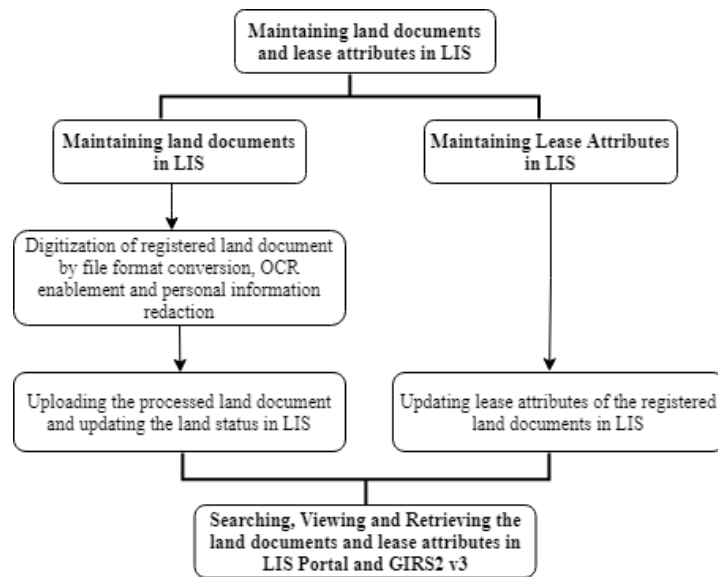 Maintaining land documents
and lease attributes in LIS
Maintaining land documents
in LIS
Maintaining Lease Attributes
in LIS
Digitization of registered land document
by file format conversion, OCR
enablement and personal information
redaction
Uploading the processed land document
and updating the land status in LIS
Updating lease attributes of the registered
land documents in LIS
Searching, Viewing and Retrieving the
land documents and lease attributes in
LIS Portal and GIRS2 v3